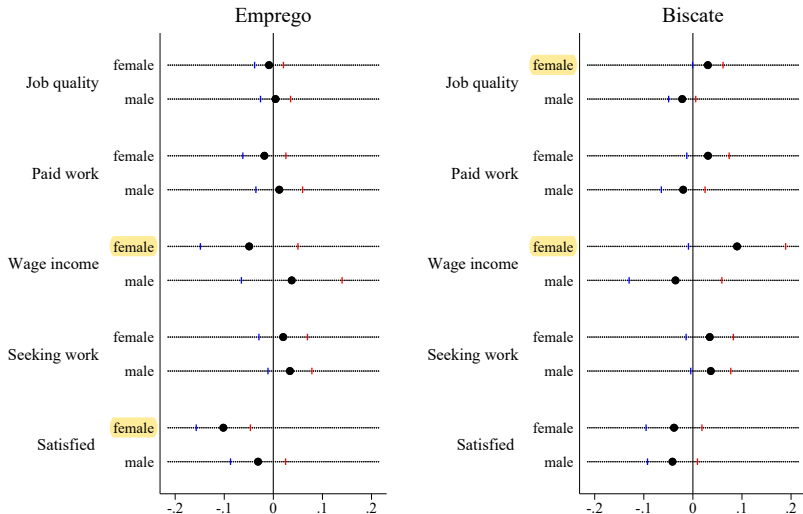 Emprego
Job quality
female
male
Paid work
female
male
Wage income
female
male
Seeking work
female
male
Satisfied
female
male
-.2 -.1 0 .1 .2
Biscate
Job quality
female
male
Paid work
female
male
Wage income
female
male
Seeking work
female
male
Satisfied
female
male
-.2 -.1 0 .1 .2